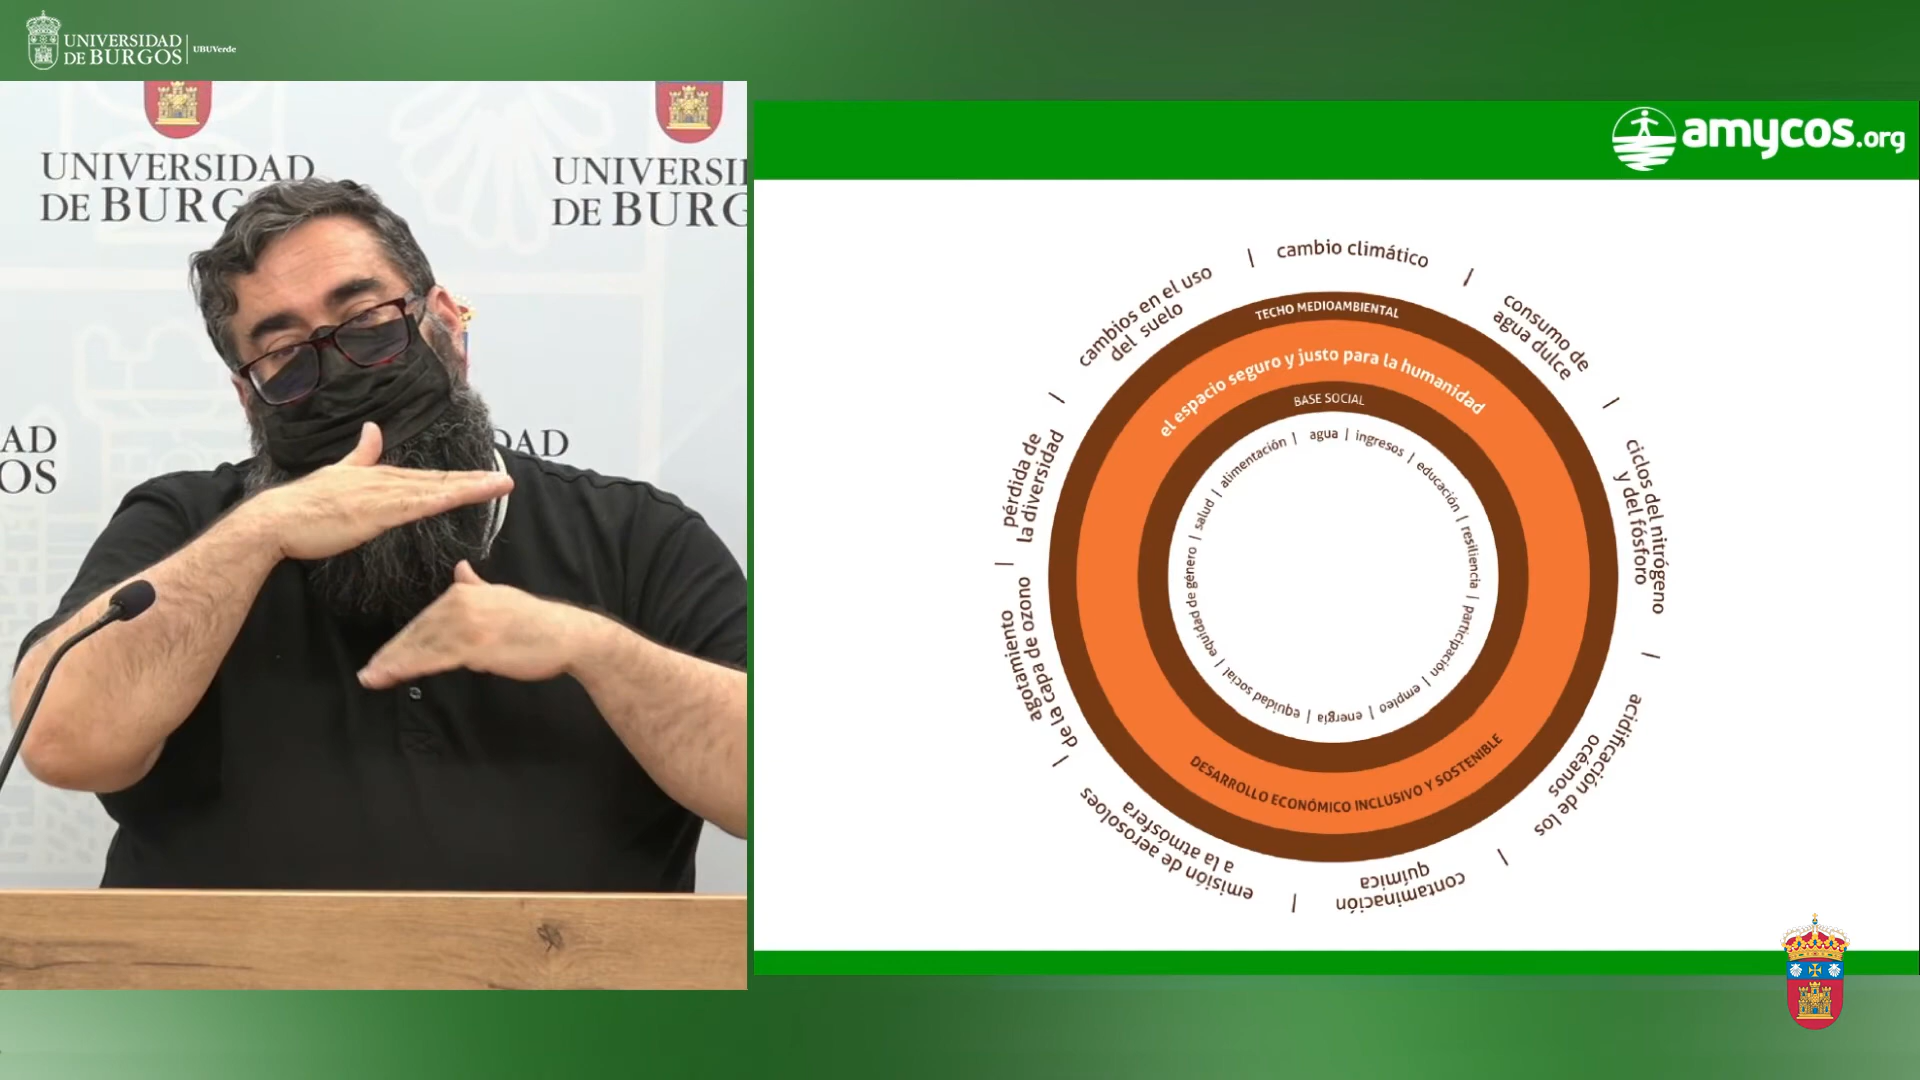 UNIVERSIDAD
DE BURGOS
UBUVerde
UNIVERSIDAD
DE BURG
UNIVERSI
DE BURG
AD
OS
DAD
amycos.org
cambio climático
|
consumo de
agua dulce
|
ciclos del nitrógeno
y del fósforo
|
acidificación de los
océanos
|
contaminación
química
|
emisión de aerosoloes
a la atmósfera
|
agotamiento
de la capa de ozono
|
pérdida de
la diversidad
|
cambios en el uso
del suelo
|
TECHO MEDIOAMBIENTAL
el espacio seguro y justo para la humanidad
BASE SOCIAL
agua | ingresos | educación | resiliencia | participación | empleo | energía | equidad social | equidad de género | salud | alimentación |
DESARROLLO ECONÓMICO INCLUSIVO Y SOSTENIBLE